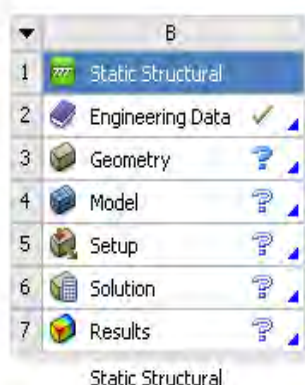 B
1 Static Structural
2 Engineering Data
3 Geometry ?
4 Model ?
5 Setup ?
6 Solution ?
7 Results ?
Static Structural